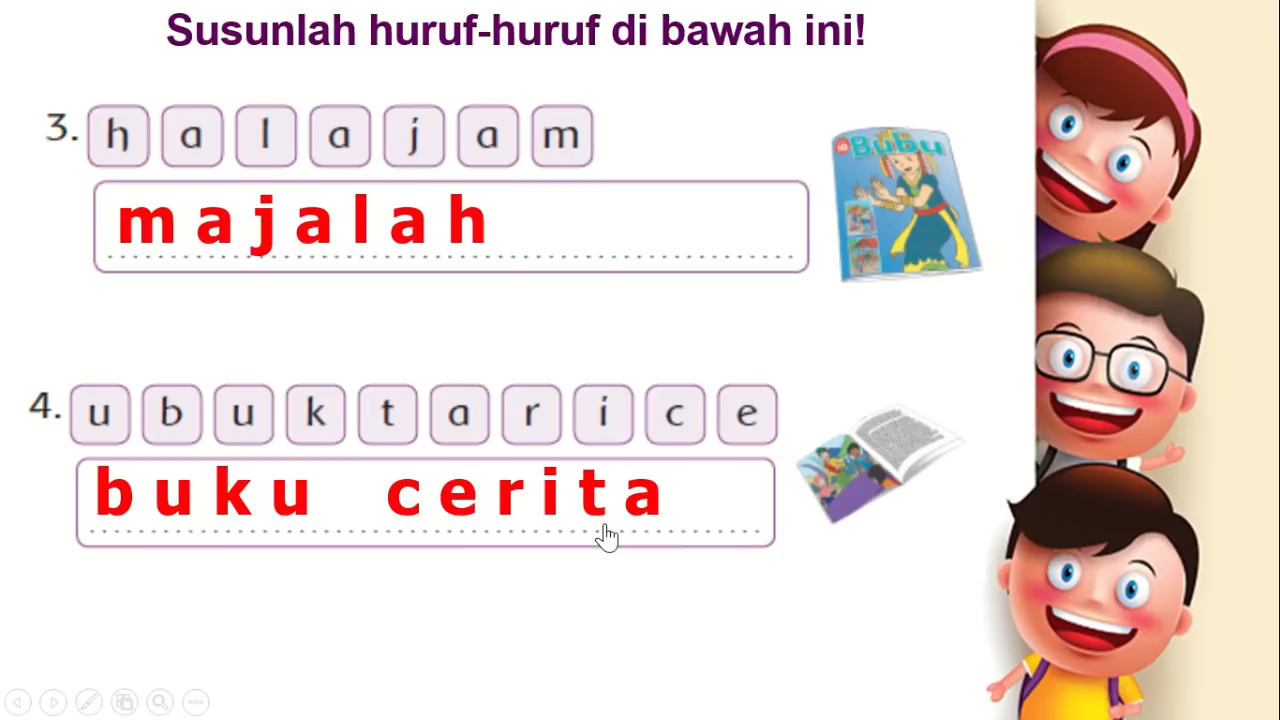 Susunlah huruf-huruf di bawah ini!
3. h a l a j a m
m a j a l a h
Bubu
4. u b u k t a r i c e
b u k u c e r i t a